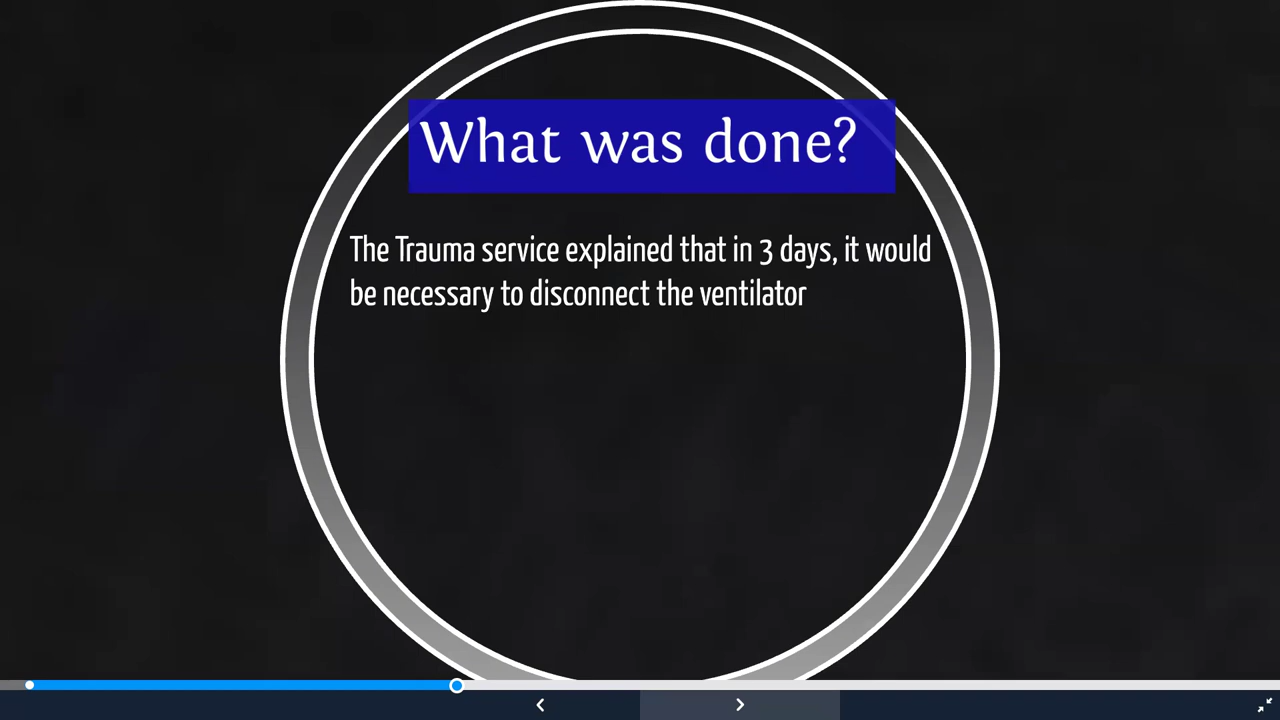 What was done?
The Trauma service explained that in 3 days, it would
be necessary to disconnect the ventilator